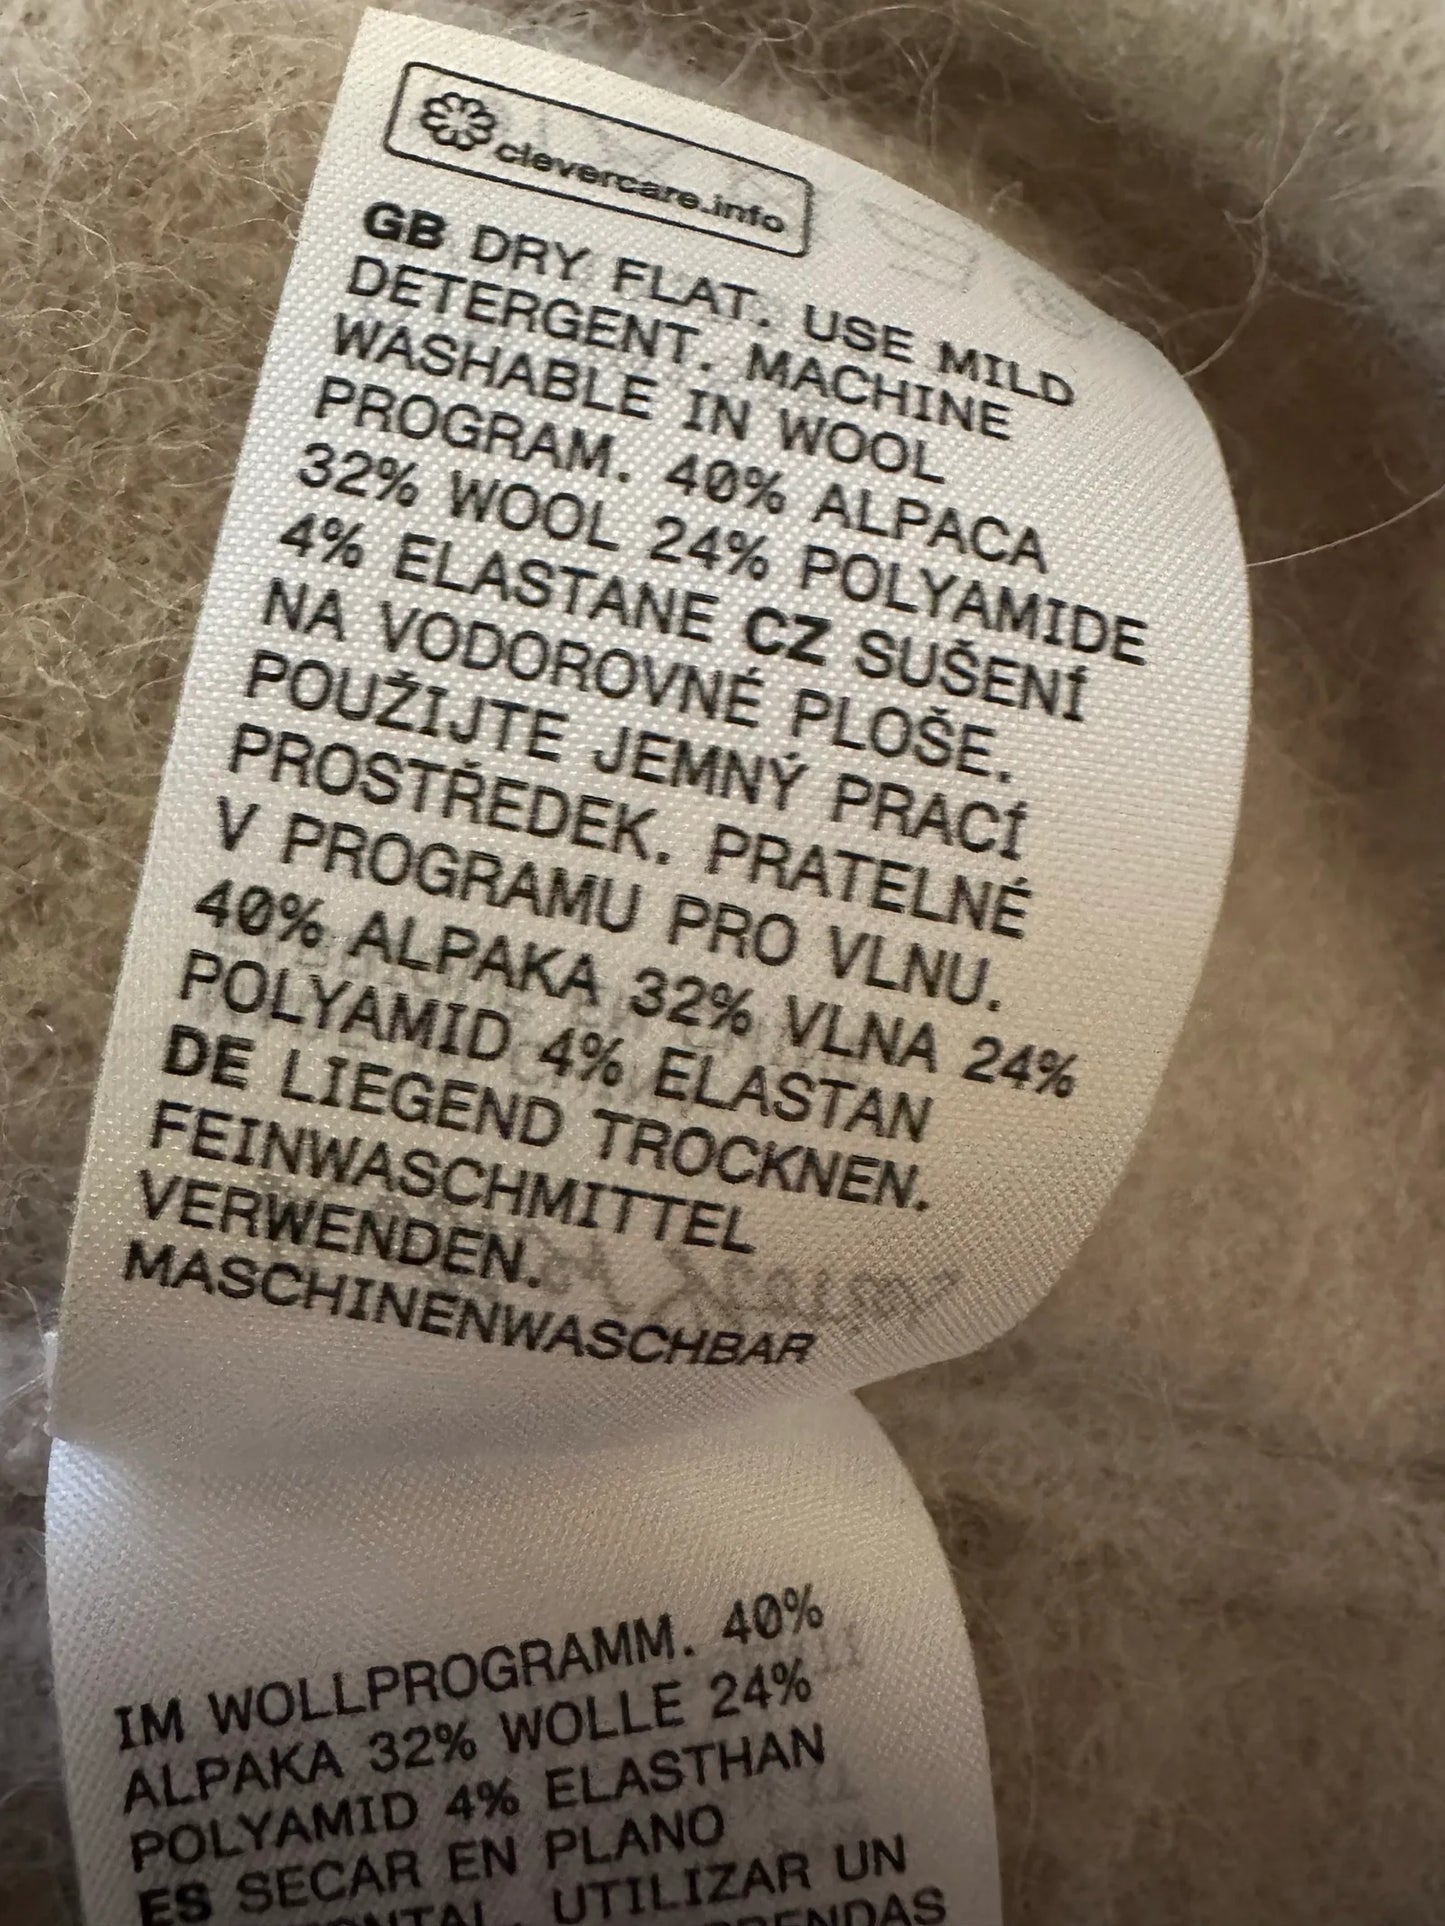 clevercare.info
GB DRY FLAT. USE MILD
DETERGENT. MACHINE
WASHABLE IN WOOL
PROGRAM. 40% ALPACA
32% WOOL 24% POLYAMIDE
4% ELASTANE CZ SUŠENÍ
NA VODOROVNÉ PLOŠE.
POUŽIJTE JEMNÝ PRACÍ
PROSTŘEDEK. PRATELNÉ
V PROGRAMU PRO VLNU.
40% ALPAKA 32% VLNA 24%
POLYAMID 4% ELASTAN
DE LIEGEND TROCKNEN.
FEINWASCHMITTEL
VERWENDEN.
MASCHINENWASCHBAR
IM WOLLPROGRAMM. 40%
ALPAKA 32% WOLLE 24%
POLYAMID 4% ELASTHAN
ES SECAR EN PLANO
UTILIZAR UN